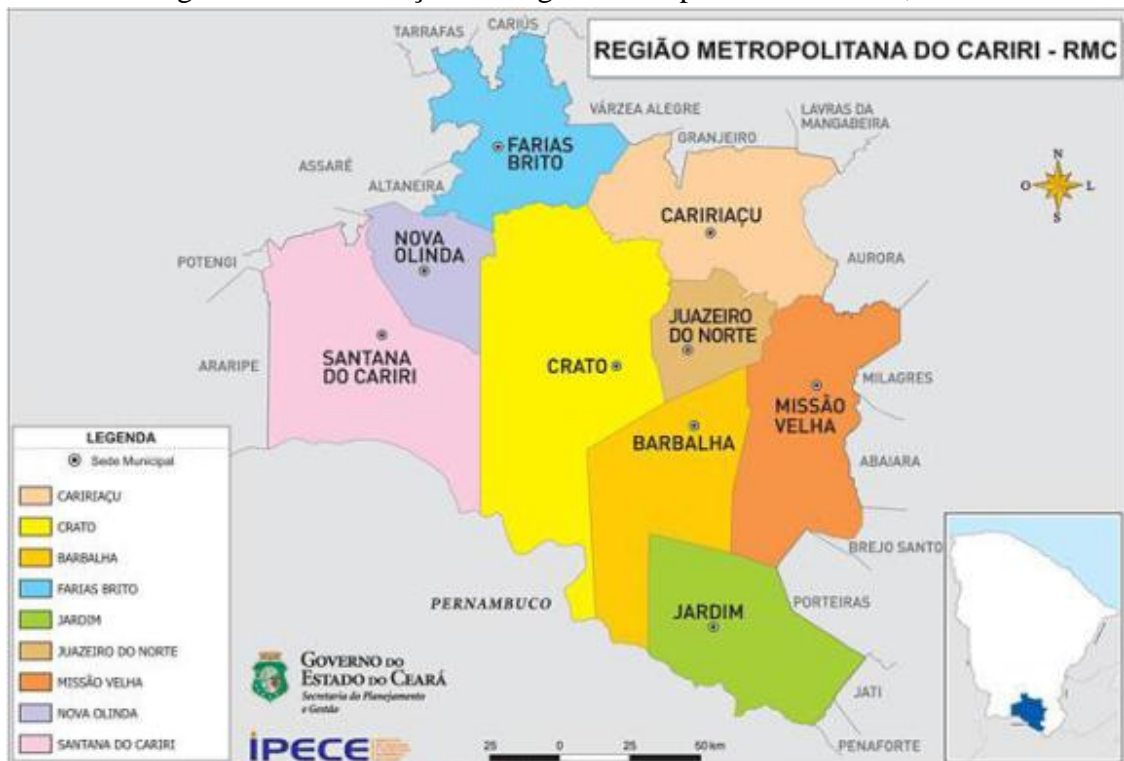 REGIÃO METROPOLITANA DO CARIRI - RMC
TARRAFAS
CARIÚS
VÁRZEA ALEGRE
GRANJEIRO
LAVRAS DA
MANGABEIRA
ASSARÉ
ALTANEIRA
FARIAS
BRITO
N
O
L
S
CARIRIAÇU
NOVA
OLINDA
POTENGI
AURORA
JUAZEIRO
DO NORTE
ARARIPE
SANTANA
DO CARIRI
CRATO
MILAGRES
MISSÃO
VELHA
BARBALHA
ABAIARA
BREJO SANTO
PERNAMBUCO
JARDIM
PORTEIRAS
JATI
PENAFORTE
LEGENDA
Sede Municipal
CARIRIAÇU
CRATO
BARBALHA
FARIAS BRITO
JARDIM
JUAZEIRO DO NORTE
MISSÃO VELHA
NOVA OLINDA
SANTANA DO CARIRI
GOVERNO DO
ESTADO DO CEARÁ
Secretaria do Planejamento
e Gestão
IPECE
25 0 25 50 km